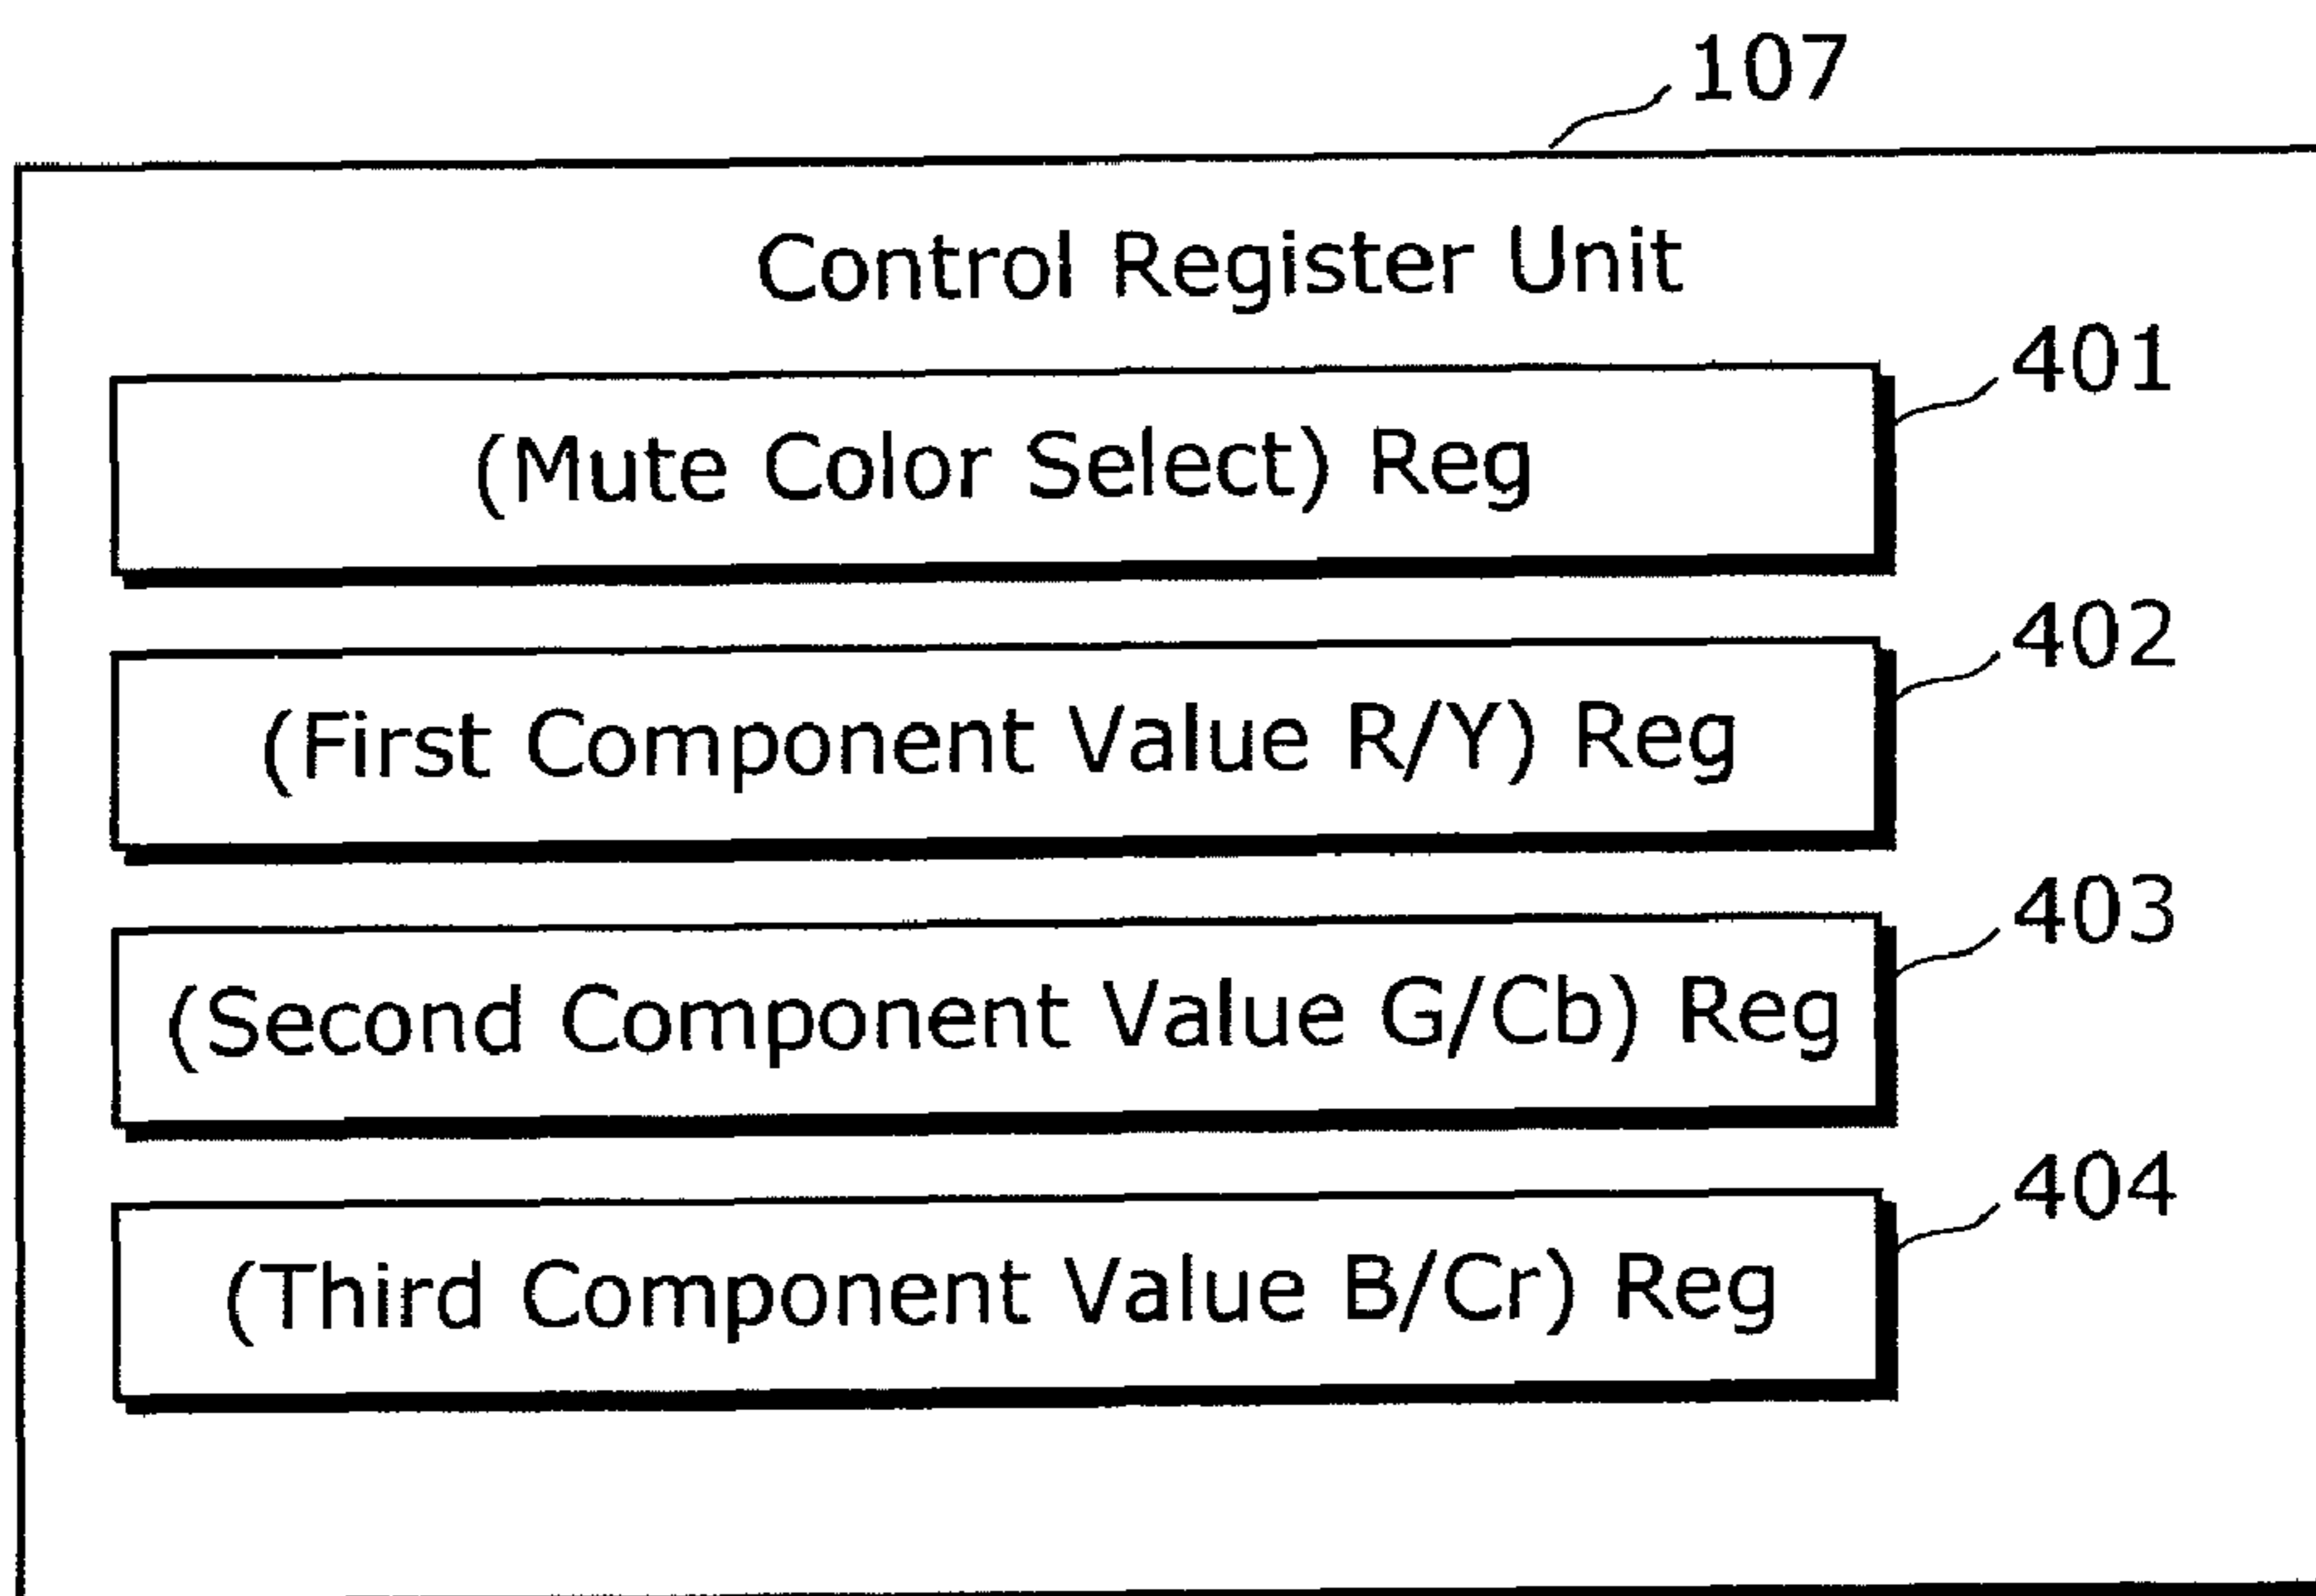 107
Control Register Unit
401
(Mute Color Select) Reg
402
(First Component Value R/Y) Reg
403
(Second Component Value G/Cb) Reg
404
(Third Component Value B/Cr) Reg